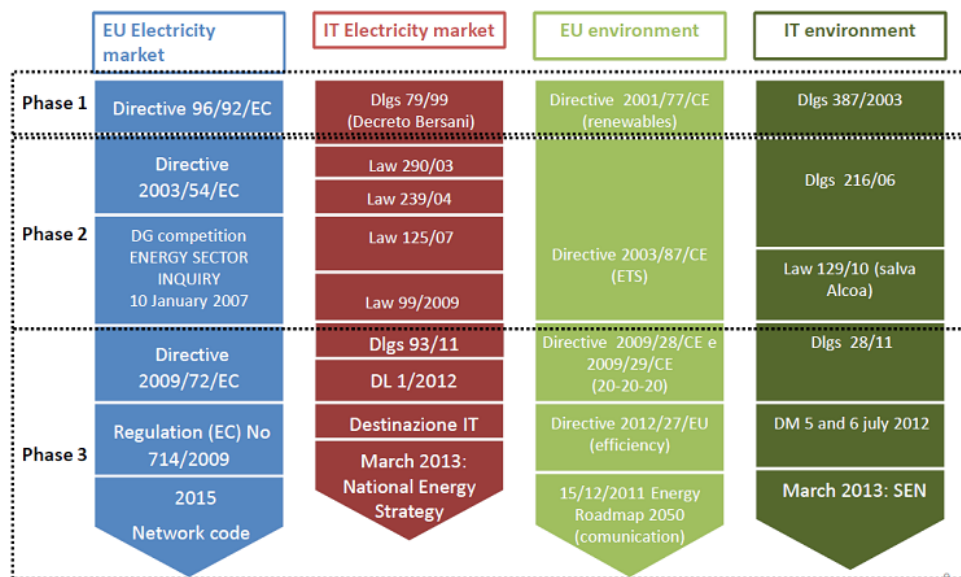 EU Electricity
market
IT Electricity market
EU environment
IT environment
Phase 1
Directive 96/92/EC
Dlgs 79/99
(Decreto Bersani)
Directive 2001/77/CE
(renewables)
Dlgs 387/2003
Phase 2
Directive
2003/54/EC
DG competition
ENERGY SECTOR
INQUIRY
10 January 2007
Law 290/03
Law 239/04
Law 125/07
Law 99/2009
Directive 2003/87/CE
(ETS)
Dlgs 216/06
Law 129/10 (salva
Alcoa)
Phase 3
Directive
2009/72/EC
Regulation (EC) No
714/2009
2015
Network code
Dlgs 93/11
DL 1/2012
Destinazione IT
March 2013:
National Energy
Strategy
Directive 2009/28/CE e
2009/29/CE
(20-20-20)
Directive 2012/27/EU
(efficiency)
15/12/2011 Energy
Roadmap 2050
(comunication)
Dlgs 28/11
DM 5 and 6 july 2012
March 2013: SEN